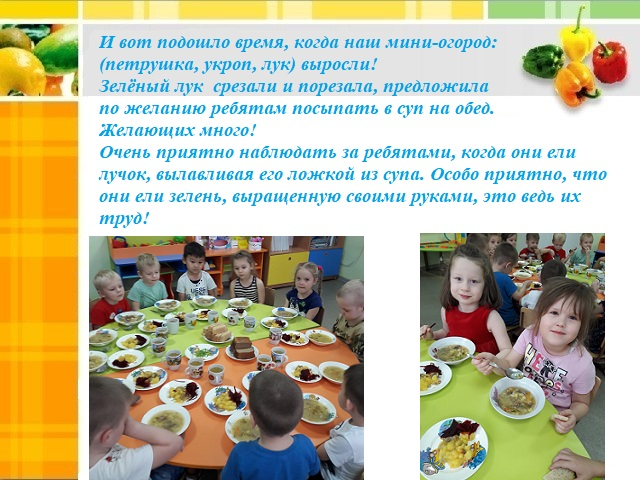 И вот подошло время, когда наш мини-огород:
(петрушка, укроп, лук) выросли!
Зелёный лук  срезали и порезала, предложила
по желанию ребятам посыпать в суп на обед.
Желающих много!
Очень приятно наблюдать за ребятами, когда они ели
лучок, вылавливая его ложкой из супа. Особо приятно, что
они ели зелень, выращенную своими руками, это ведь их
труд!